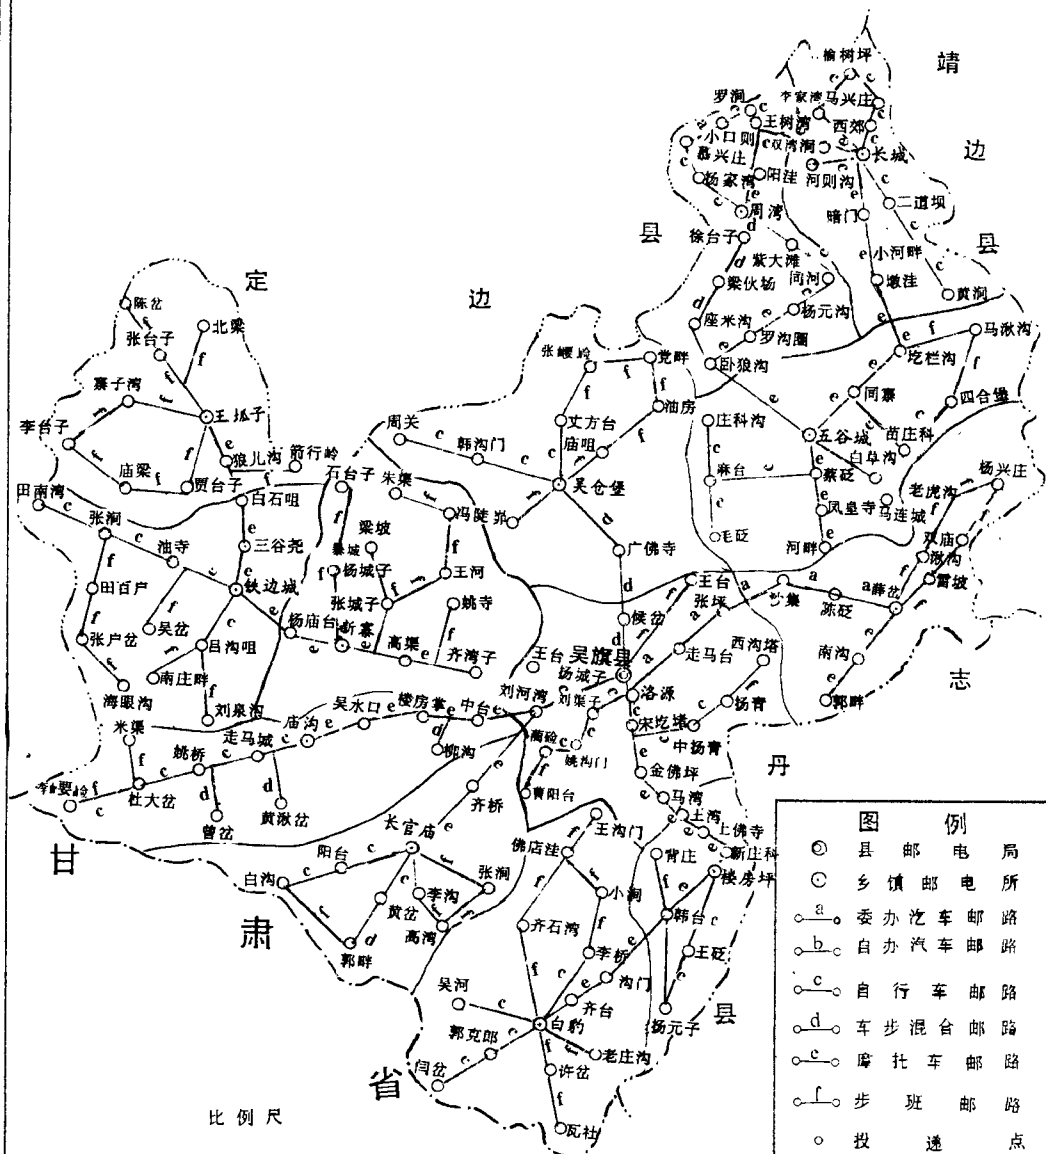 靖
边
县
定
边
县
志
丹
县
甘
肃
省
榆树坪
李家湾
马兴庄
罗涧
王树湾
西郊
小口则
双湾涧
长城
慕兴庄
杨家湾
阳洼
河则沟
二道坝
周湾
暗门
徐台子
紫大滩
小河畔
梁伙场
闫河
墩洼
黄涧
座米沟
杨元沟
罗沟圈
马湫沟
圪栏沟
卧狼沟
陈岔
北梁
张台子
寨子湾
王坬子
李台子
狼儿沟
箭行岭
庙梁
贾台子
田南湾
白石咀
张涧
油寺
三谷尧
田百户
铁边城
吴岔
杨庙台
张户岔
吕沟咀
南庄畔
海眼沟
刘泉沟
张崾岭
党畔
周关
丈方台
油房
韩沟门
庙咀
石台子
朱渠
吴仓堡
冯陡峁
梁坡
杨城子
王河
张城子
姚寺
新寨
高渠
齐湾子
广佛寺
庄科沟
麻台
毛砭
同寨
四合堡
苗庄科
五谷城
白草沟
蔡砭
杨兴庄
老虎沟
凤皇寺
马连城
河畔
双庙
湫沟
雷坡
王台
张坪
陈砭
薛岔
侯岔
西沟塔
走马台
南沟
郭畔
王台
吴旗县
杨城子
刘河湾
刘渠子
洛源
宋圪塔
中扬青
扬青
姚沟门
金佛坪
马湾
曹阳台
米渠
庙沟
吴水口
楼房掌
中台
柳沟
走马城
姚桥
杜大岔
曾岔
黄湫岔
齐桥
长官庙
阳台
白沟
张涧
李沟
黄岔
高湾
郭畔
王沟门
土湾
上佛寺
佛店洼
背庄
新庄科
楼房坪
小涧
齐石湾
韩台
李桥
王砭
沟门
吴河
齐台
白豹
郭克郎
杨元子
老庄沟
闫岔
许岔
瓦社
比例尺
图例
县邮电局
乡镇邮电所
a 委办汽车邮路
b 自办汽车邮路
c 自行车邮路
d 车步混合邮路
e 摩托车邮路
f 步班邮路
投递点